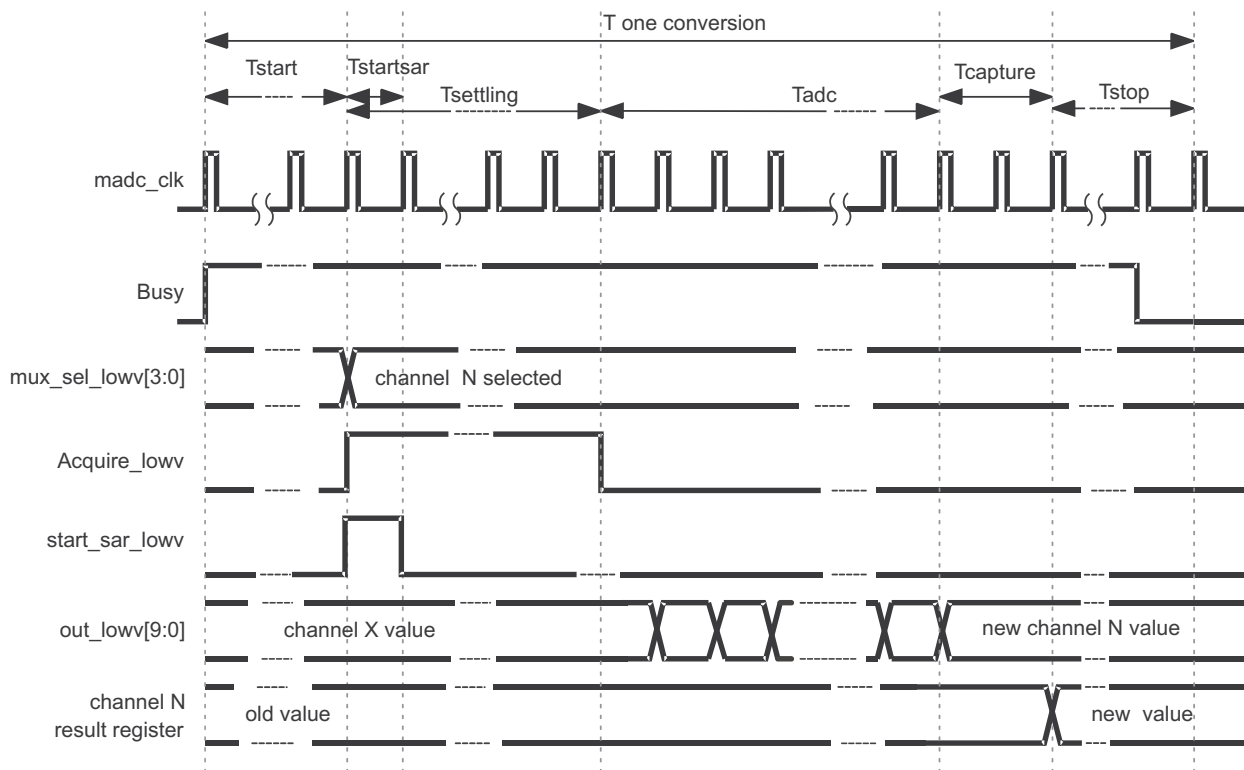 T one conversion
Tstart
Tstartsar
Tsettling
Tadc
Tcapture
Tstop
madc_clk
Busy
mux_sel_lowv[3:0]
channel N selected
Acquire_lowv
start_sar_lowv
out_lowv[9:0]
channel X value
new channel N value
channel N
result register
old value
new value